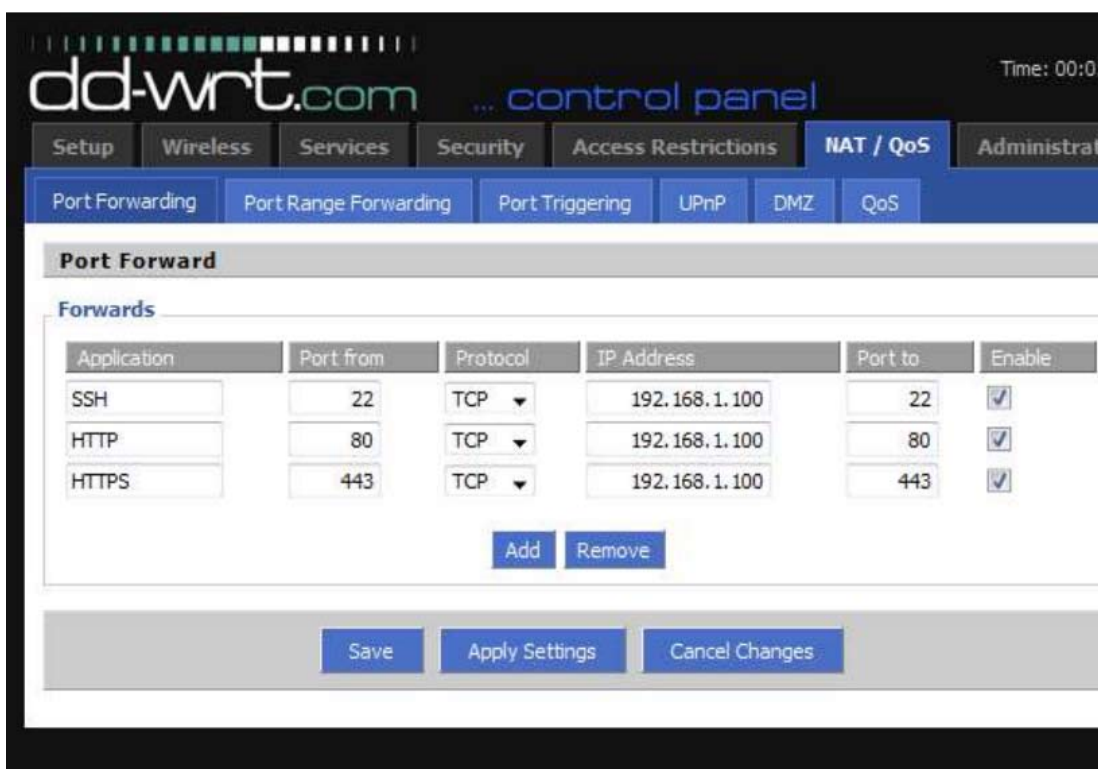 dd-wrt.com ... control panel
Time: 00:0
Setup Wireless Services Security Access Restrictions NAT / QoS Administrat
Port Forwarding Port Range Forwarding Port Triggering UPnP DMZ QoS
Port Forward
Forwards
Application Port from Protocol IP Address Port to Enable
SSH 22 TCP 192.168.1.100 22
HTTP 80 TCP 192.168.1.100 80
HTTPS 443 TCP 192.168.1.100 443
Add Remove
Save Apply Settings Cancel Changes